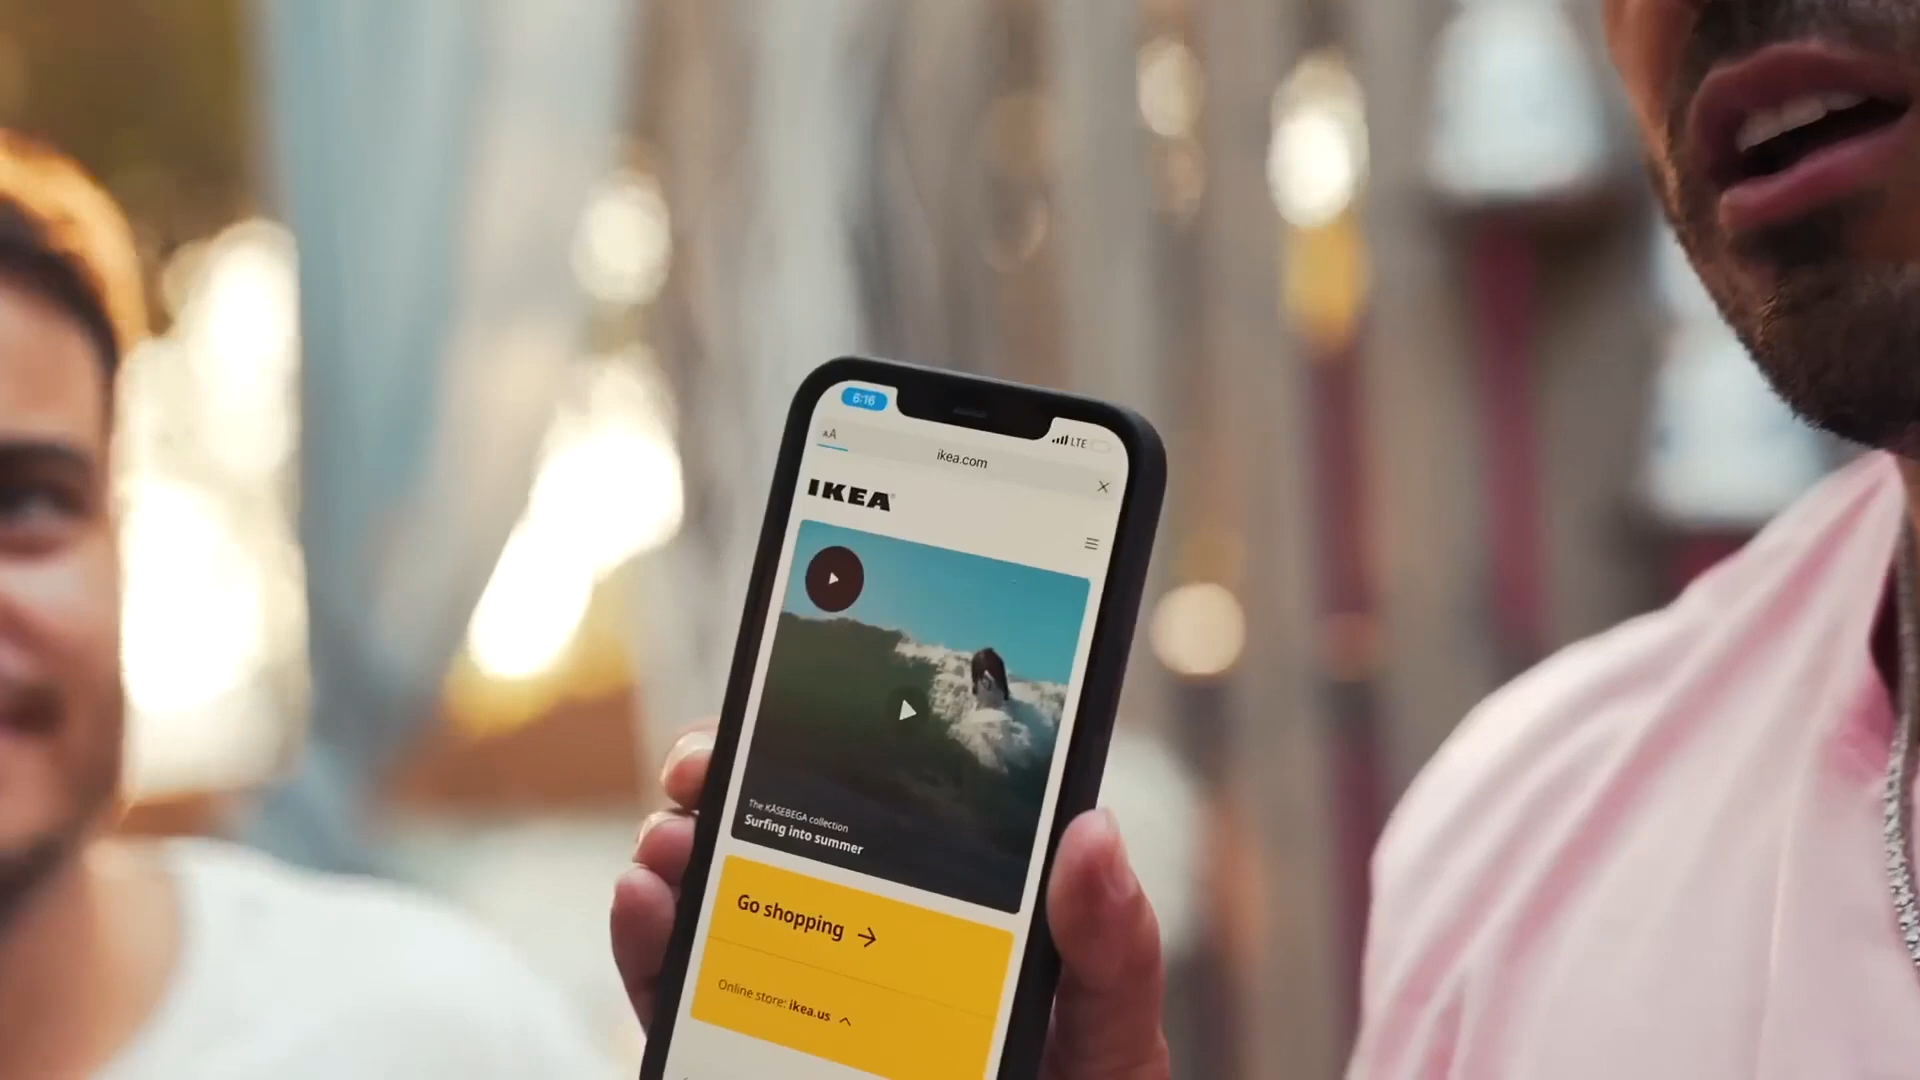 6:16
LTE
AA
ikea.com
IKEA
The KÅSEBEGA collection
Surfing into summer
Go shopping →
Online store: ikea.us